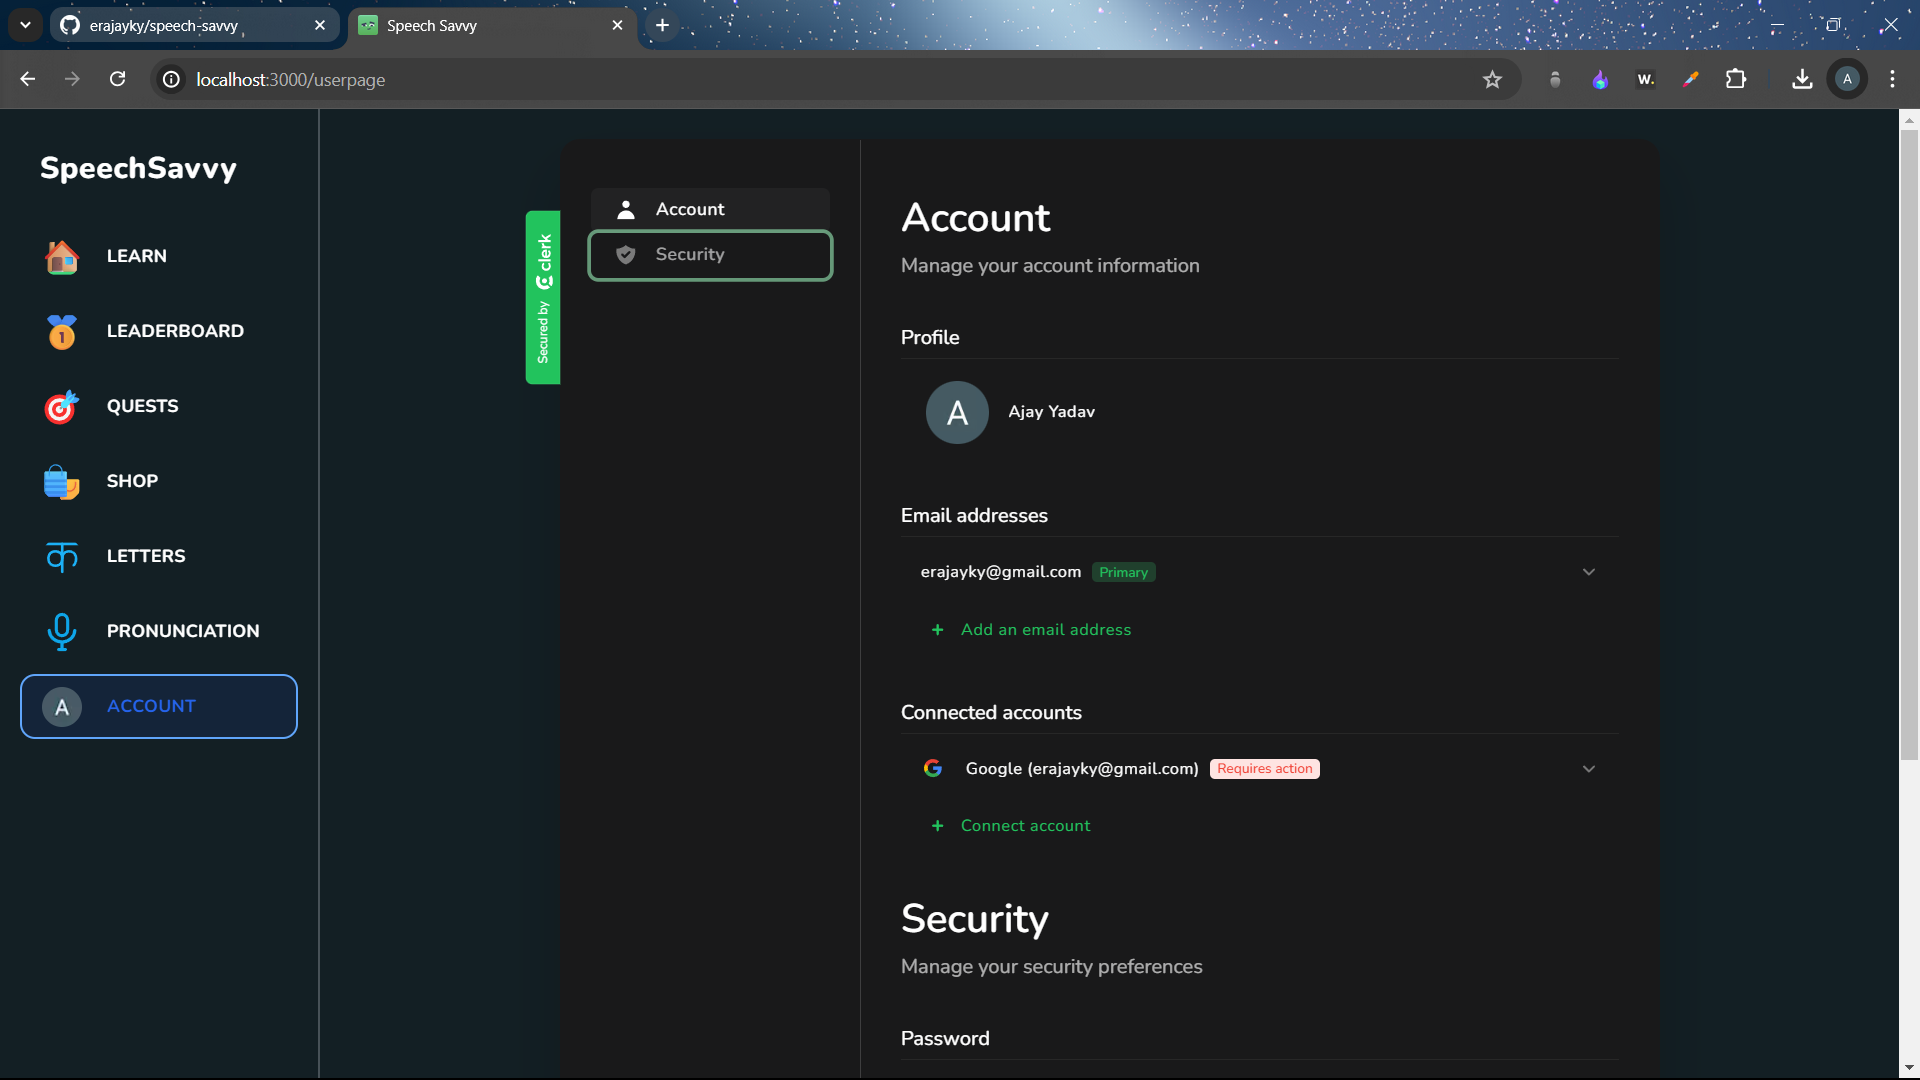 erajayky/speech-savvy
Speech Savvy
localhost:3000/userpage
W.
A
SpeechSavvy
LEARN
1
LEADERBOARD
QUESTS
SHOP
क
LETTERS
PRONUNCIATION
A
ACCOUNT
Secured by clerk
Account
Security
Account
Manage your account information
Profile
A
Ajay Yadav
Email addresses
erajayky@gmail.com Primary
+ Add an email address
Connected accounts
G Google (erajayky@gmail.com) Requires action
+ Connect account
Security
Manage your security preferences
Password